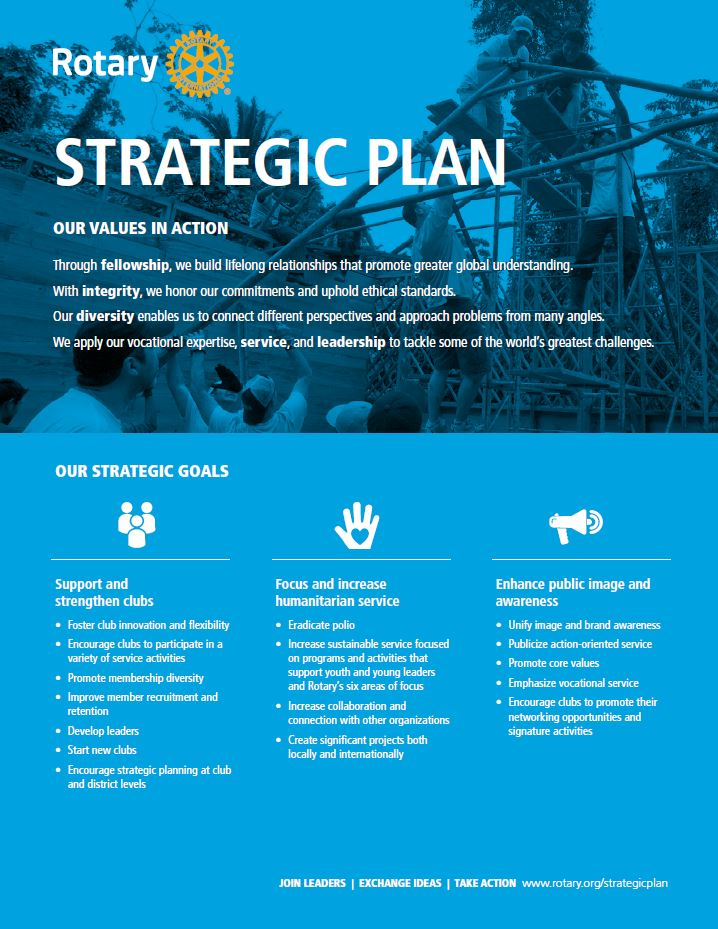 Rotary
ROTARY
INTERNATIONAL
®
STRATEGIC PLAN
OUR VALUES IN ACTION
Through fellowship, we build lifelong relationships that promote greater global understanding.
With integrity, we honor our commitments and uphold ethical standards.
Our diversity enables us to connect different perspectives and approach problems from many angles.
We apply our vocational expertise, service, and leadership to tackle some of the world's greatest challenges.
OUR STRATEGIC GOALS
Support and
strengthen clubs
• Foster club innovation and flexibility
• Encourage clubs to participate in a
variety of service activities
• Promote membership diversity
• Improve member recruitment and
retention
• Develop leaders
• Start new clubs
• Encourage strategic planning at club
and district levels
Focus and increase
humanitarian service
• Eradicate polio
• Increase sustainable service focused
on programs and activities that
support youth and young leaders
and Rotary's six areas of focus
• Increase collaboration and
connection with other organizations
• Create significant projects both
locally and internationally
Enhance public image and
awareness
• Unify image and brand awareness
• Publicize action-oriented service
• Promote core values
• Emphasize vocational service
• Encourage clubs to promote their
networking opportunities and
signature activities
JOIN LEADERS | EXCHANGE IDEAS | TAKE ACTION www.rotary.org/strategicplan